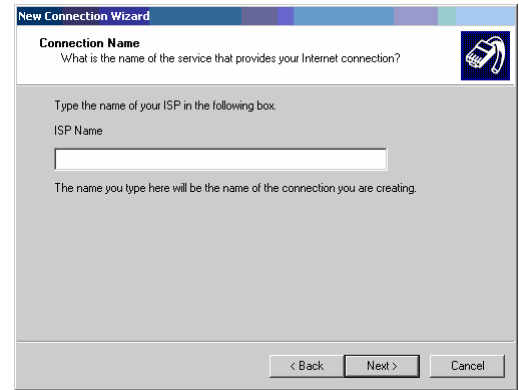 New Connection Wizard
Connection Name
What is the name of the service that provides your Internet connection?
Type the name of your ISP in the following box.
ISP Name
The name you type here will be the name of the connection you are creating.
< Back
Next >
Cancel